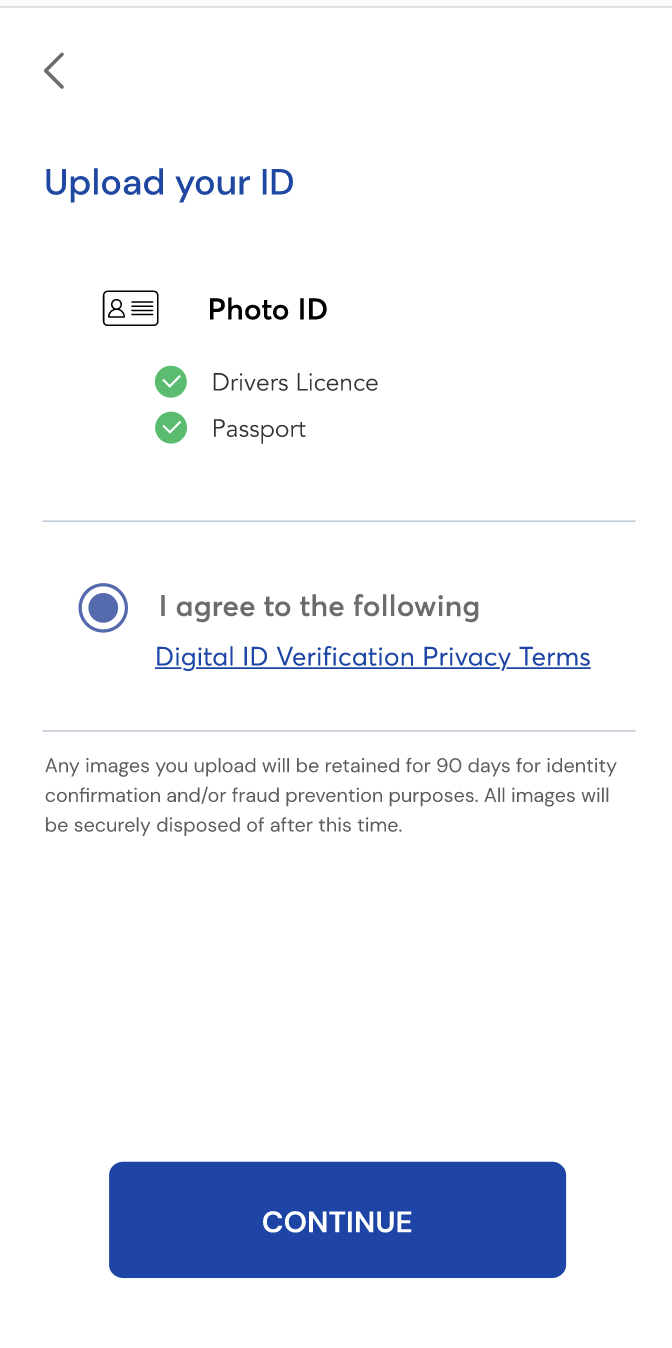 Upload your ID
Photo ID
Drivers Licence
Passport
I agree to the following
Digital ID Verification Privacy Terms
Any images you upload will be retained for 90 days for identity
confirmation and/or fraud prevention purposes. All images will
be securely disposed of after this time.
CONTINUE